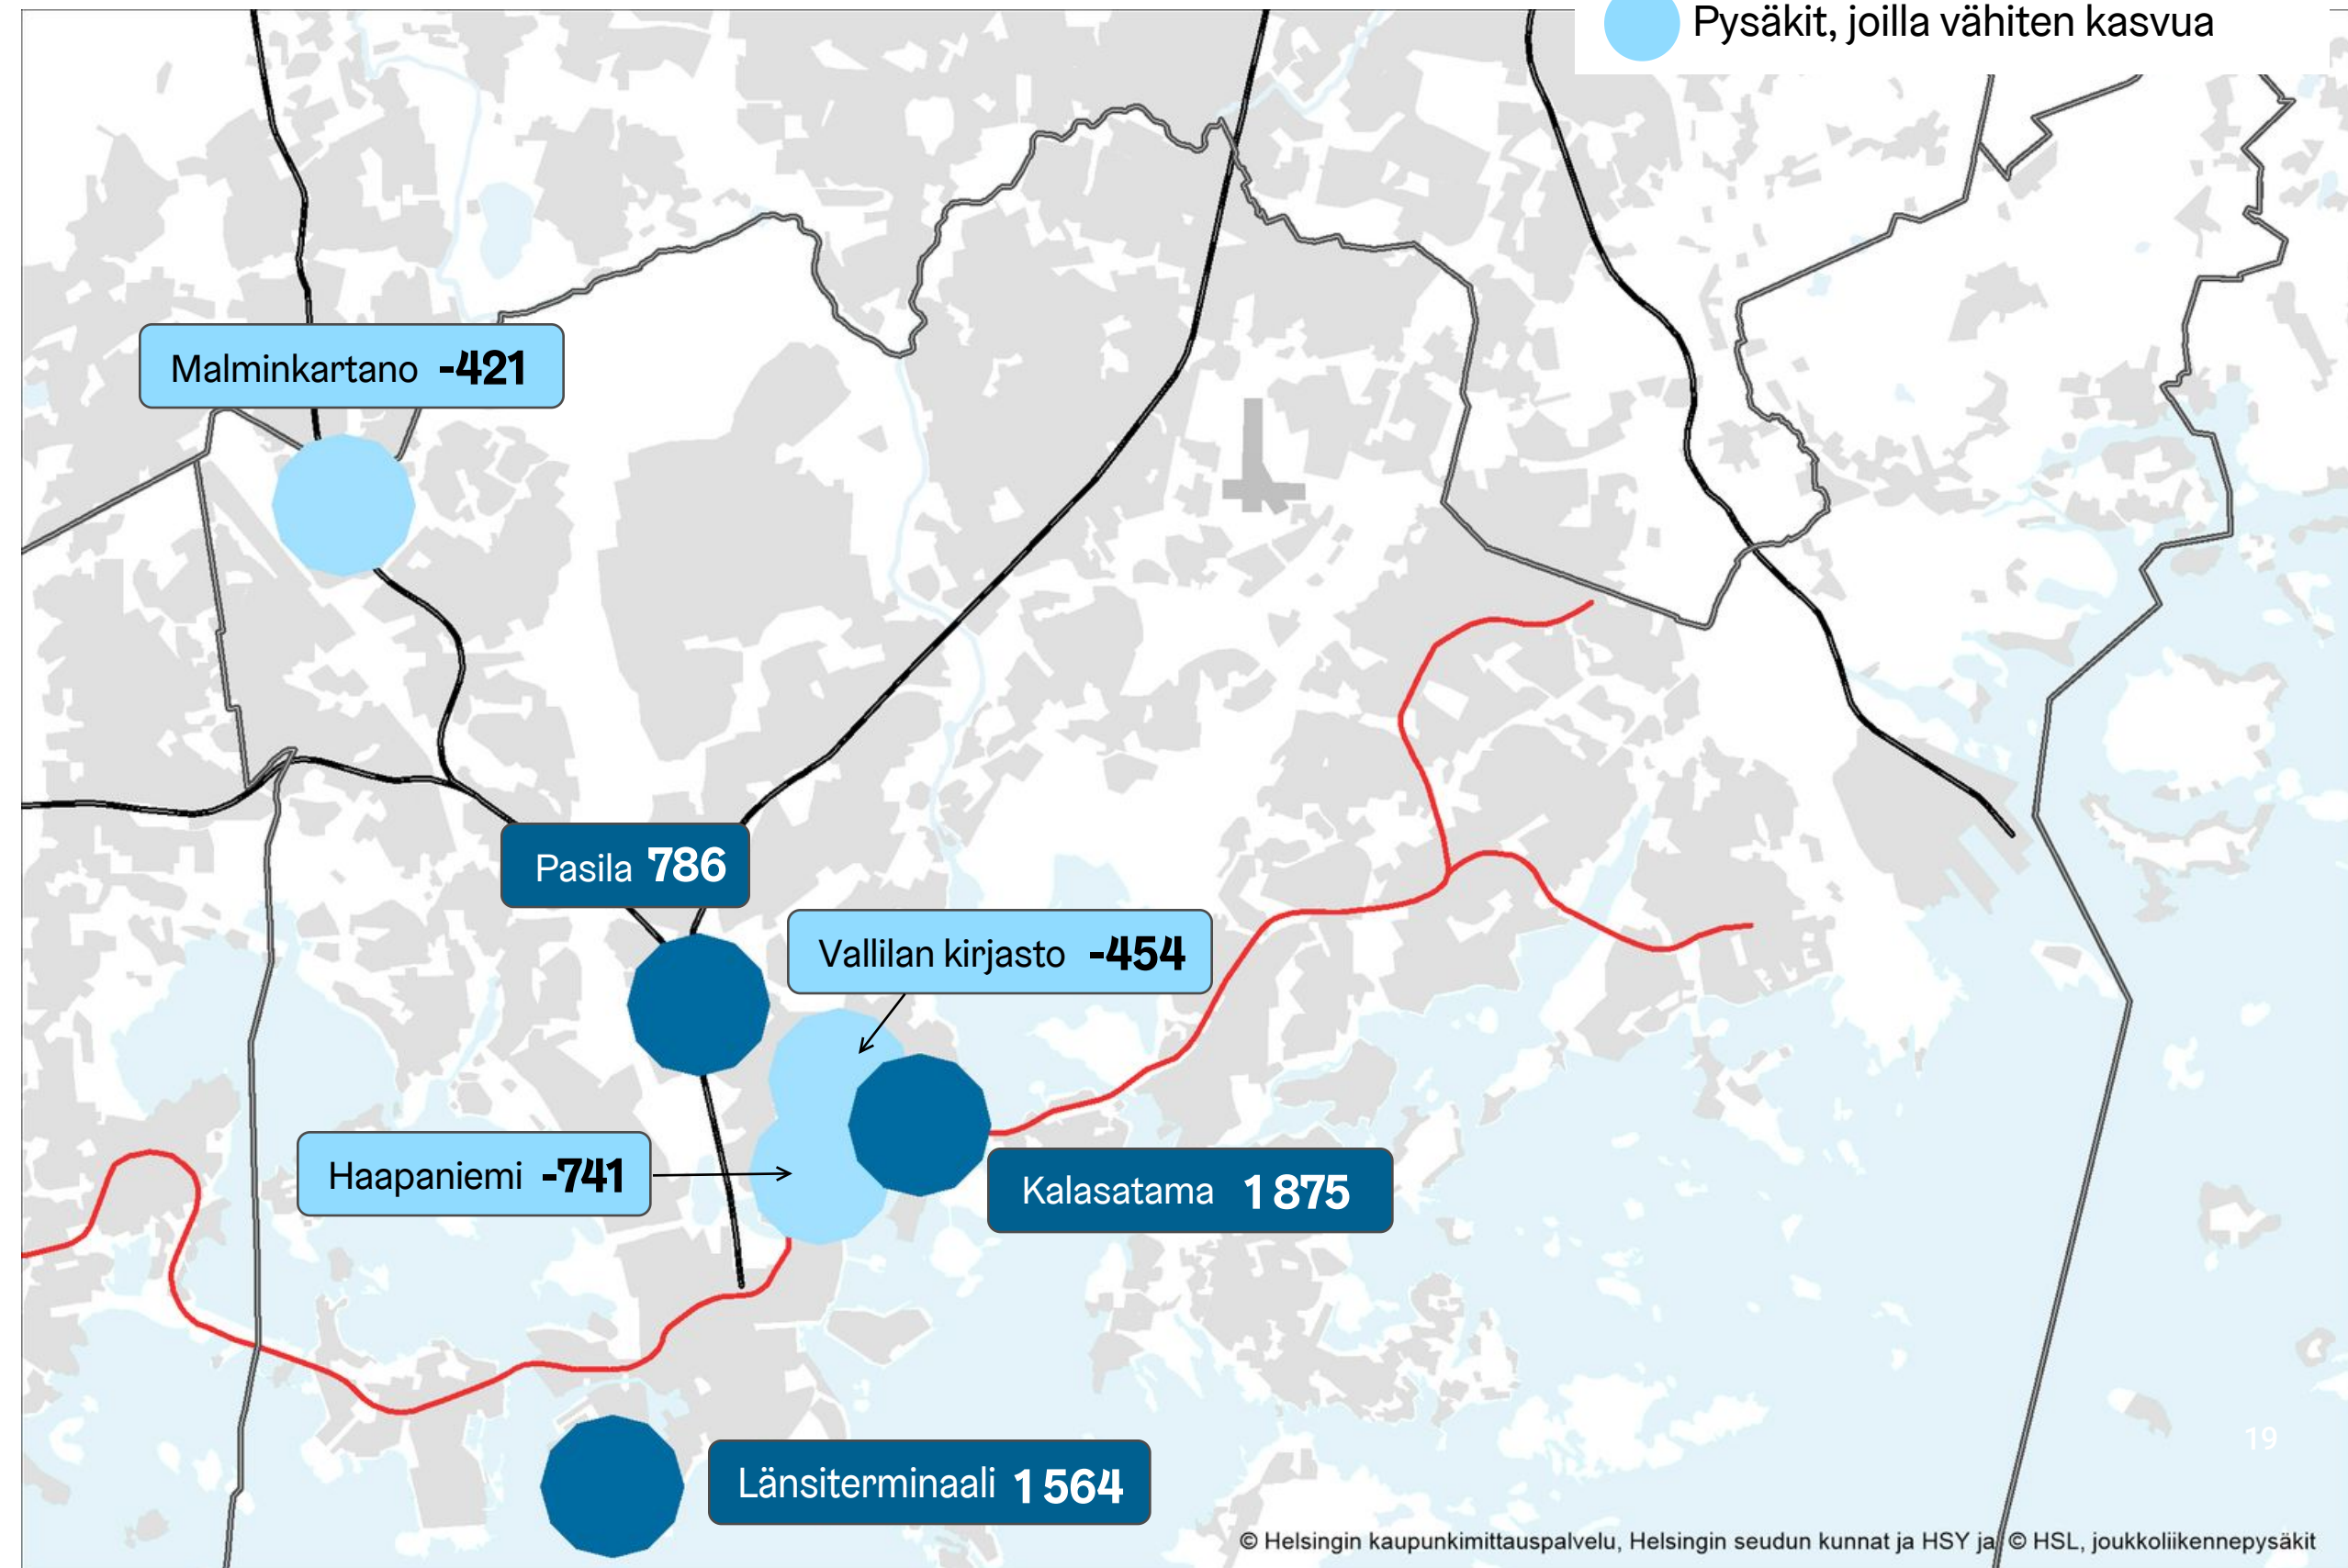 Pysäkit, joilla vähiten kasvua
Malminkartano -421
Pasila 786
Vallilan kirjasto -454
Haapaniemi -741
Kalasatama 1 875
Länsiterminaali 1 564
19
© Helsingin kaupunkimittauspalvelu, Helsingin seudun kunnat ja HSY ja © HSL, joukkoliikennepysäkit